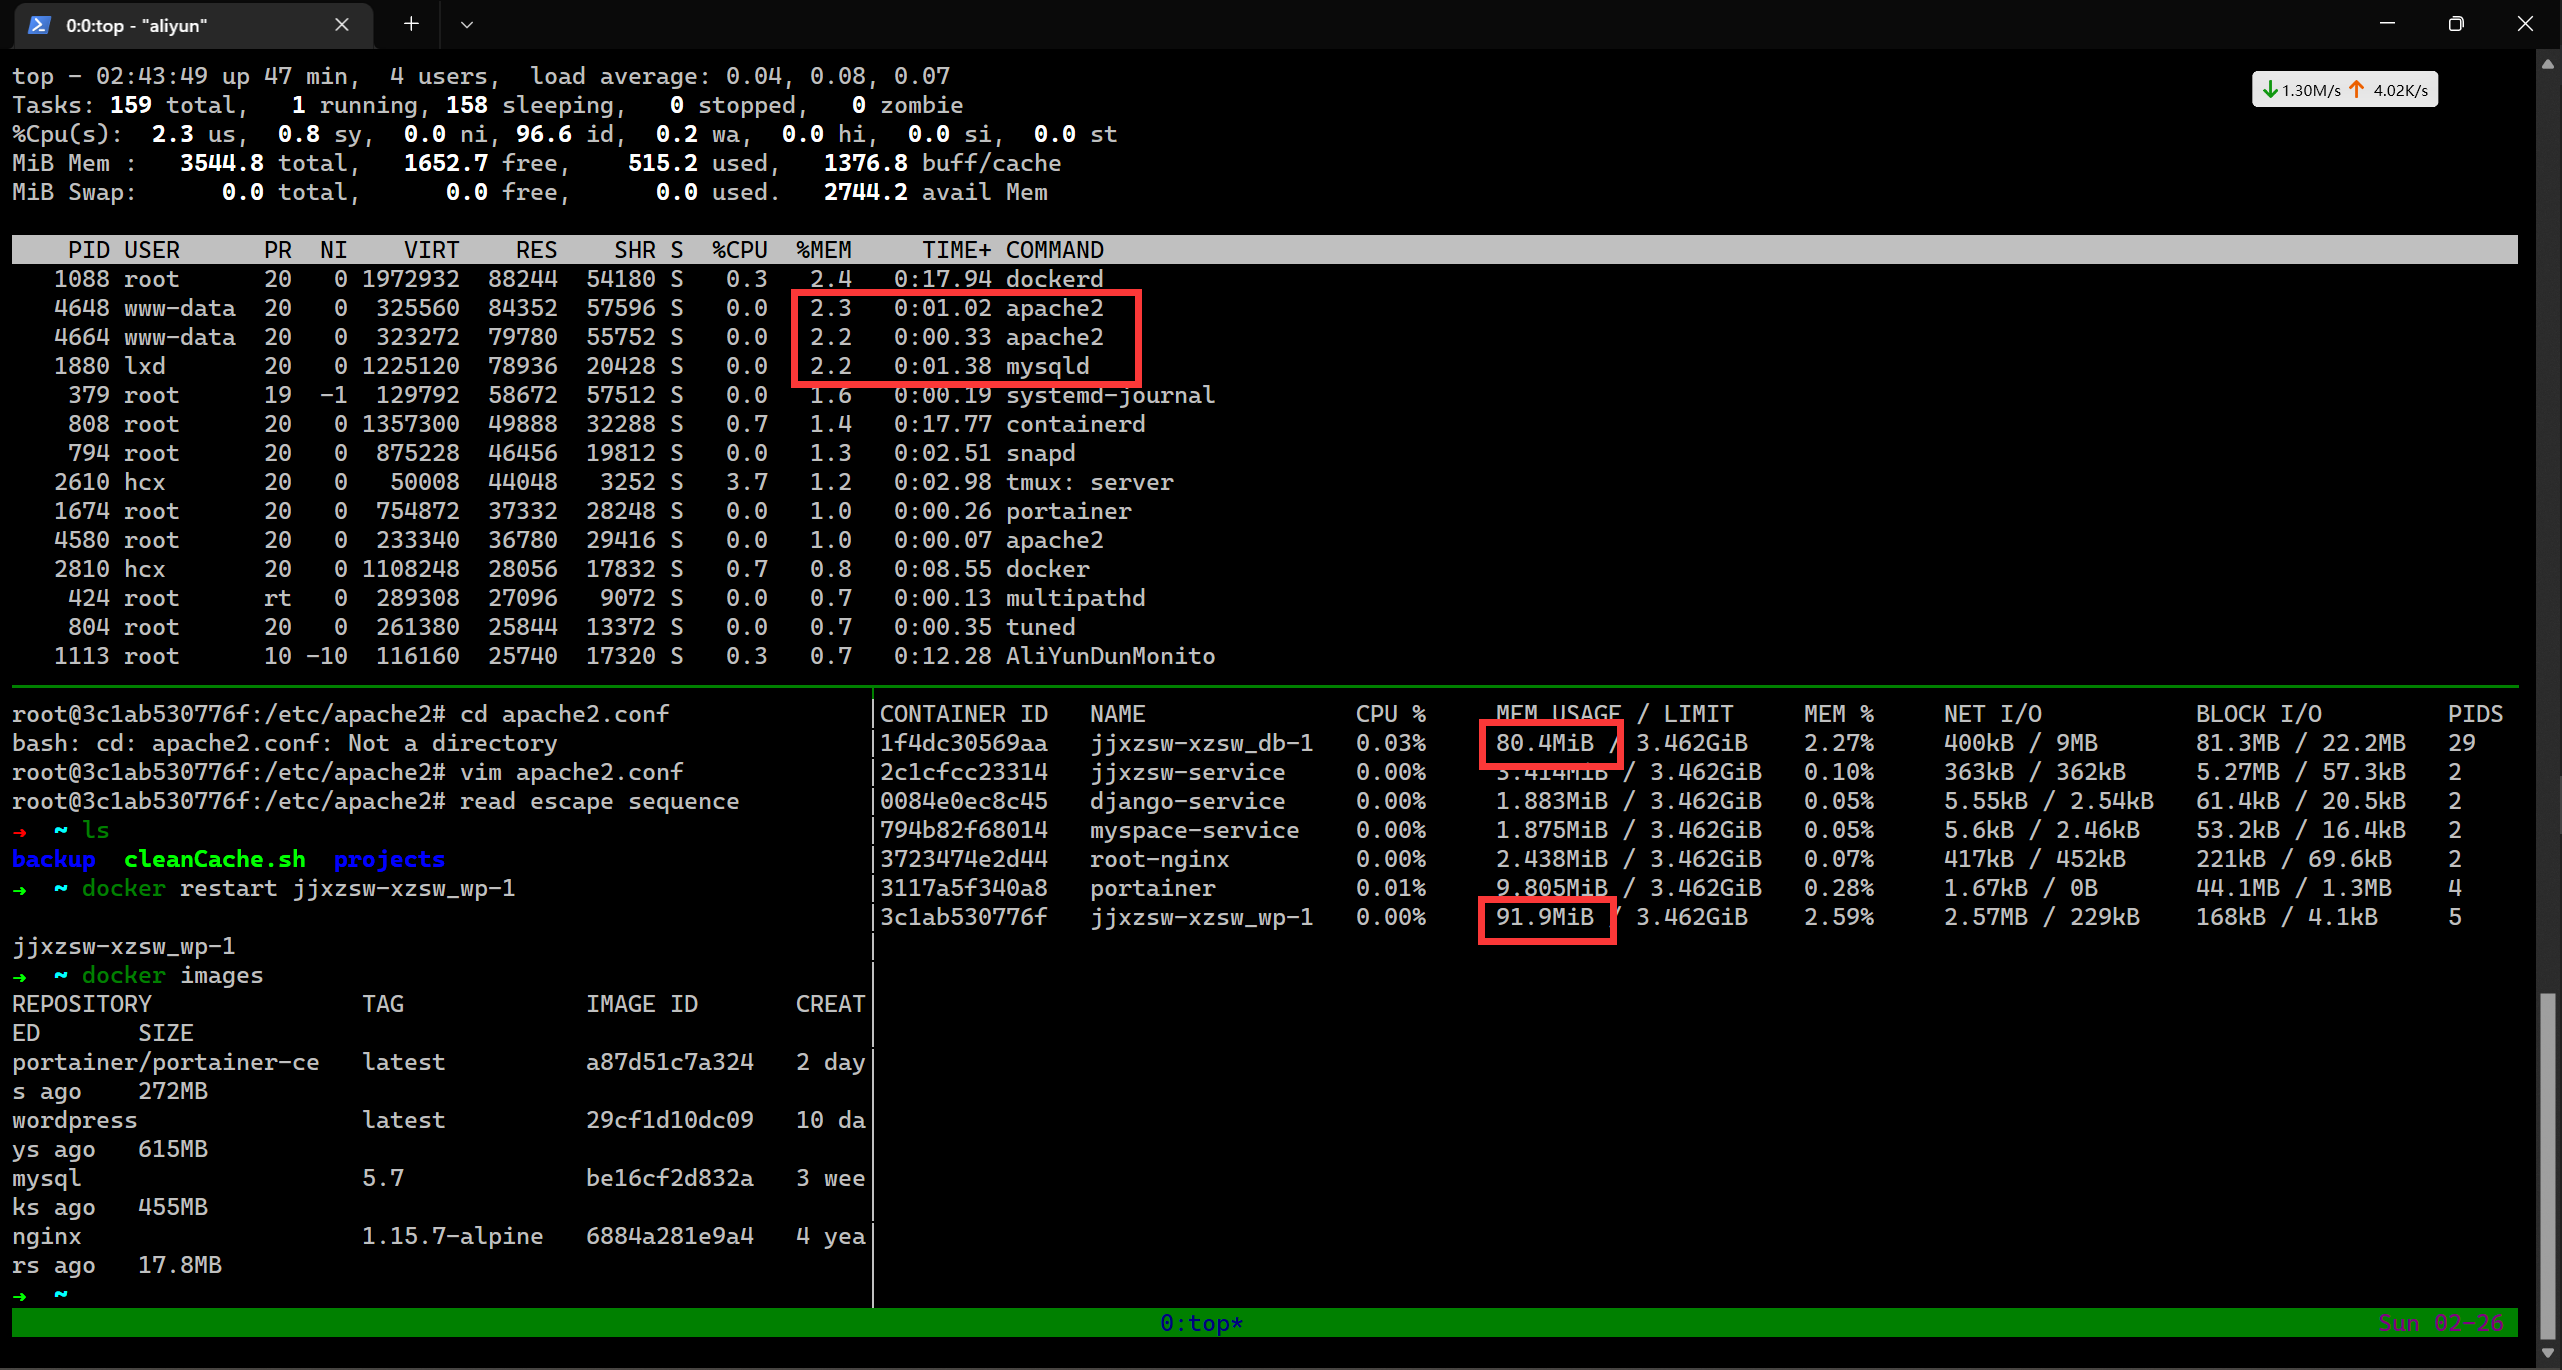 0:0:top - "aliyun"
↓ 1.30M/s ↑ 4.02K/s
top - 02:43:49 up 47 min,  4 users,  load average: 0.04, 0.08, 0.07
Tasks: 159 total,   1 running, 158 sleeping,   0 stopped,   0 zombie
%Cpu(s):  2.3 us,  0.8 sy,  0.0 ni, 96.6 id,  0.2 wa,  0.0 hi,  0.0 si,  0.0 st
MiB Mem :   3544.8 total,   1652.7 free,    515.2 used,   1376.8 buff/cache
MiB Swap:      0.0 total,      0.0 free,      0.0 used.   2744.2 avail Mem
PID USER      PR  NI    VIRT    RES    SHR S  %CPU  %MEM     TIME+ COMMAND
1088 root      20   0 1972932  88244  54180 S   0.3   2.4   0:17.94 dockerd
4648 www-data  20   0  325560  84352  57596 S   0.0   2.3   0:01.02 apache2
4664 www-data  20   0  323272  79780  55752 S   0.0   2.2   0:00.33 apache2
1880 lxd       20   0 1225120  78936  20428 S   0.0   2.2   0:01.38 mysqld
379 root      19  -1  129792  58672  57512 S   0.0   1.6   0:00.19 systemd-journal
808 root      20   0 1357300  49888  32288 S   0.7   1.4   0:17.77 containerd
794 root      20   0  875228  46456  19812 S   0.0   1.3   0:02.51 snapd
2610 hcx       20   0   50008  44048   3252 S   3.7   1.2   0:02.98 tmux: server
1674 root      20   0  754872  37332  28248 S   0.0   1.0   0:00.26 portainer
4580 root      20   0  233340  36780  29416 S   0.0   1.0   0:00.07 apache2
2810 hcx       20   0 1108248  28056  17832 S   0.7   0.8   0:08.55 docker
424 root      rt   0  289308  27096   9072 S   0.0   0.7   0:00.13 multipathd
804 root      20   0  261380  25844  13372 S   0.0   0.7   0:00.35 tuned
1113 root      10 -10  116160  25740  17320 S   0.3   0.7   0:12.28 AliYunDunMonito
root@3c1ab530776f:/etc/apache2# cd apache2.conf
bash: cd: apache2.conf: Not a directory
root@3c1ab530776f:/etc/apache2# vim apache2.conf
root@3c1ab530776f:/etc/apache2# read escape sequence
→  ~ ls
backup  cleanCache.sh  projects
→  ~ docker restart jjxzsw-xzsw_wp-1
jjxzsw-xzsw_wp-1
→  ~ docker images
REPOSITORY               TAG             IMAGE ID       CREAT
ED       SIZE
portainer/portainer-ce   latest          a87d51c7a324   2 day
s ago    272MB
wordpress                latest          29cf1d10dc09   10 da
ys ago   615MB
mysql                    5.7             be16cf2d832a   3 wee
ks ago   455MB
nginx                    1.15.7-alpine   6884a281e9a4   4 yea
rs ago   17.8MB
→  ~
CONTAINER ID   NAME               CPU %     MEM USAGE / LIMIT     MEM %     NET I/O           BLOCK I/O         PIDS
1f4dc30569aa   jjxzsw-xzsw_db-1   0.03%     80.4MiB / 3.462GiB    2.27%     400kB / 9MB       81.3MB / 22.2MB   29
2c1cfcc23314   jjxzsw-service     0.00%     3.414MiB / 3.462GiB   0.10%     363kB / 362kB     5.27MB / 57.3kB   2
0084e0ec8c45   django-service     0.00%     1.883MiB / 3.462GiB   0.05%     5.55kB / 2.54kB   61.4kB / 20.5kB   2
794b82f68014   myspace-service    0.00%     1.875MiB / 3.462GiB   0.05%     5.6kB / 2.46kB    53.2kB / 16.4kB   2
3723474e2d44   root-nginx         0.00%     2.438MiB / 3.462GiB   0.07%     417kB / 452kB     221kB / 69.6kB    2
3117a5f340a8   portainer          0.01%     9.805MiB / 3.462GiB   0.28%     1.67kB / 0B       44.1MB / 1.3MB    4
3c1ab530776f   jjxzsw-xzsw_wp-1   0.00%     91.9MiB / 3.462GiB    2.59%     2.57MB / 229kB    168kB / 4.1kB     5
0:top*
Sun 02-26